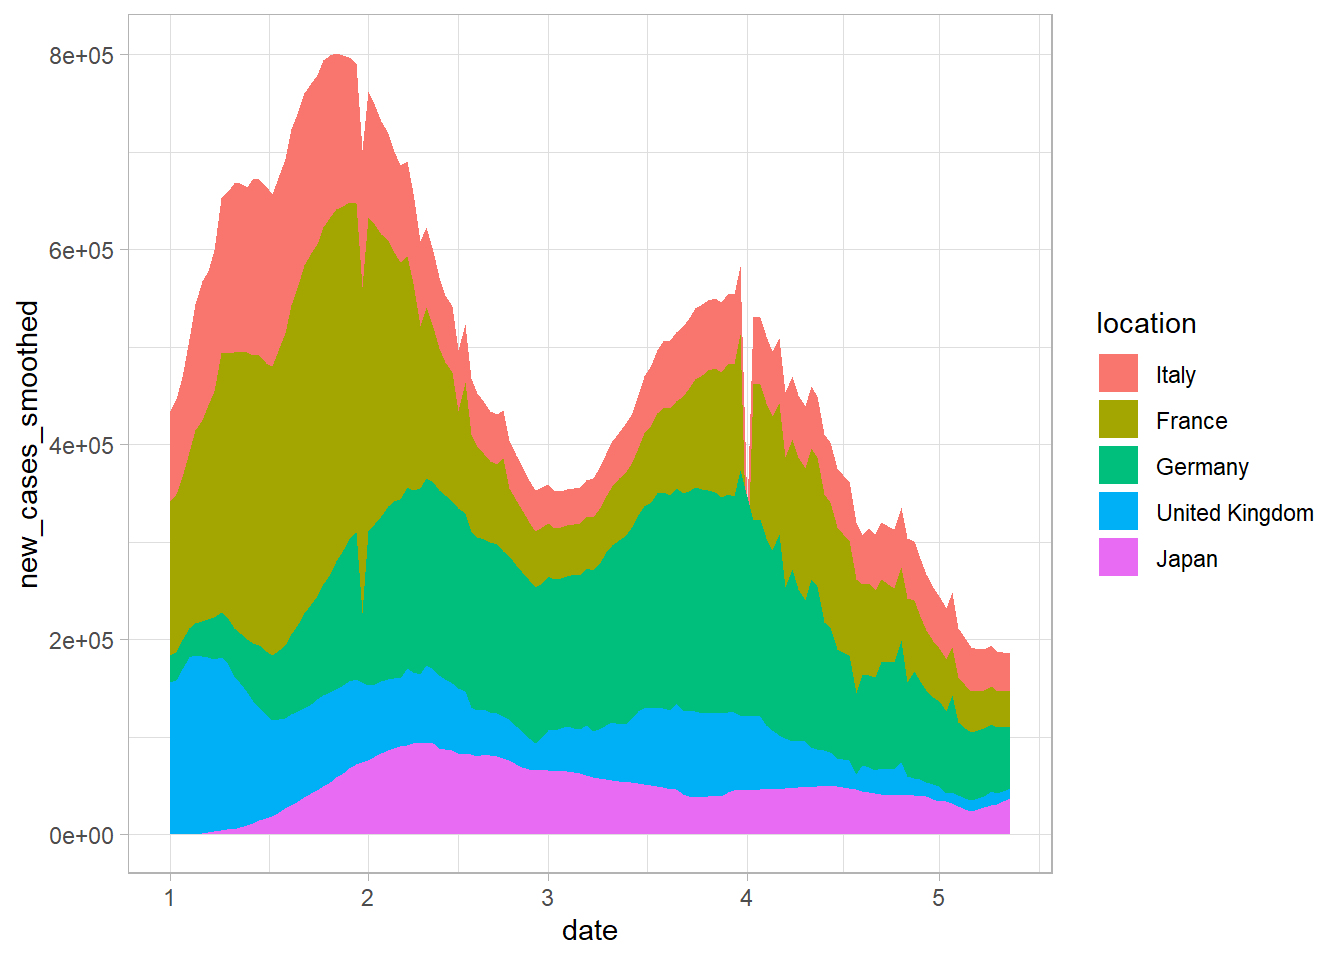 8e+05
6e+05
4e+05
2e+05
0e+00
new_cases_smoothed
1 2 3 4 5
date
location
Italy
France
Germany
United Kingdom
Japan